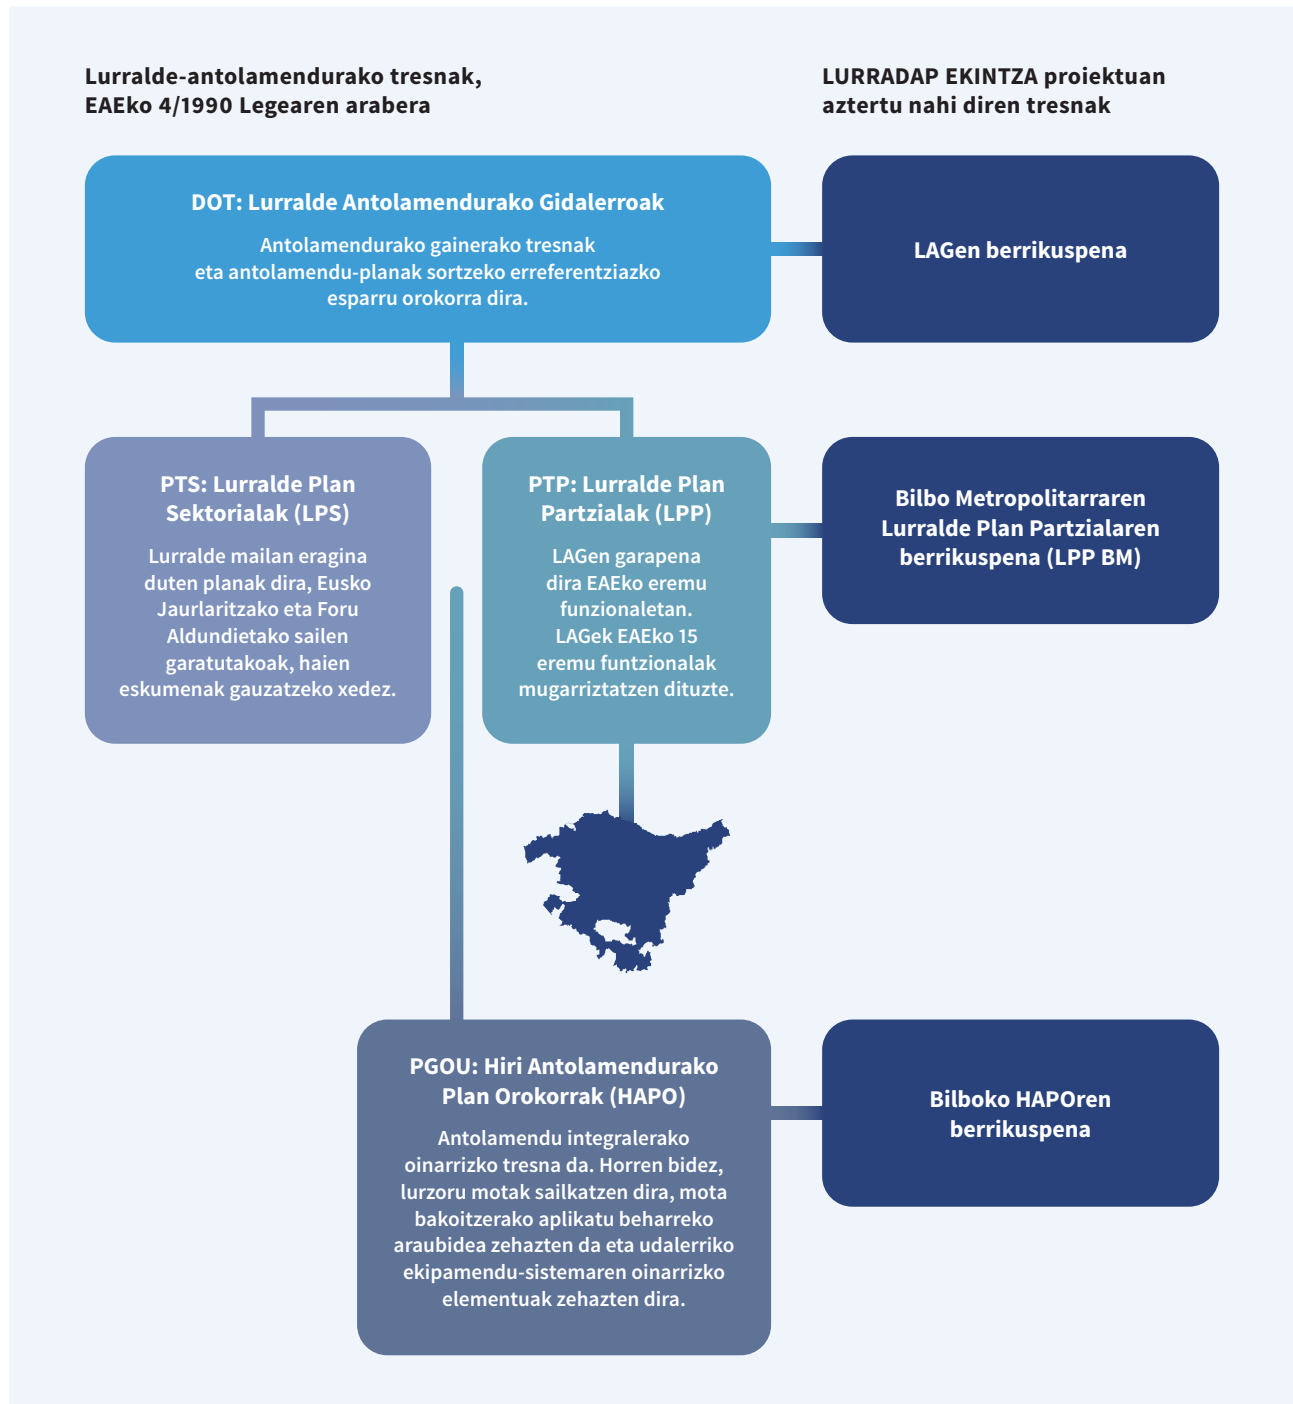 Lurralde-antolamendurako tresnak,
EAEko 4/1990 Legearen arabera
LURRADAP EKINTZA proiektuan
aztertu nahi diren tresnak
DOT: Lurralde Antolamendurako Gidalerroak
Antolamendurako gainerako tresnak
eta antolamendu-planak sortzeko erreferentziazko
esparru orokorra dira.
LAGen berrikuspena
PTS: Lurralde Plan
Sektorialak (LPS)
Lurralde mailan eragina
duten planak dira, Eusko
Jaurlaritzako eta Foru
Aldundietako sailen
garatutakoak, haien
eskumenak gauzatzeko xedez.
PTP: Lurralde Plan
Partzialak (LPP)
LAGen garapena
dira EAEko eremu
funzionaletan.
LAGek EAEko 15
eremu funtzionalak
mugarriztatzen dituzte.
Bilbo Metropolitarraren
Lurralde Plan Partzialaren
berrikuspena (LPP BM)
PGOU: Hiri Antolamendurako
Plan Orokorrak (HAPO)
Antolamendu integralerako
oinarrizko tresna da. Horren bidez,
lurzoru motak sailkatzen dira, mota
bakoitzerako aplikatu beharreko
araubidea zehazten da eta udalerriko
ekipamendu-sistemaren oinarrizko
elementuak zehazten dira.
Bilboko HAPOren
berrikuspena